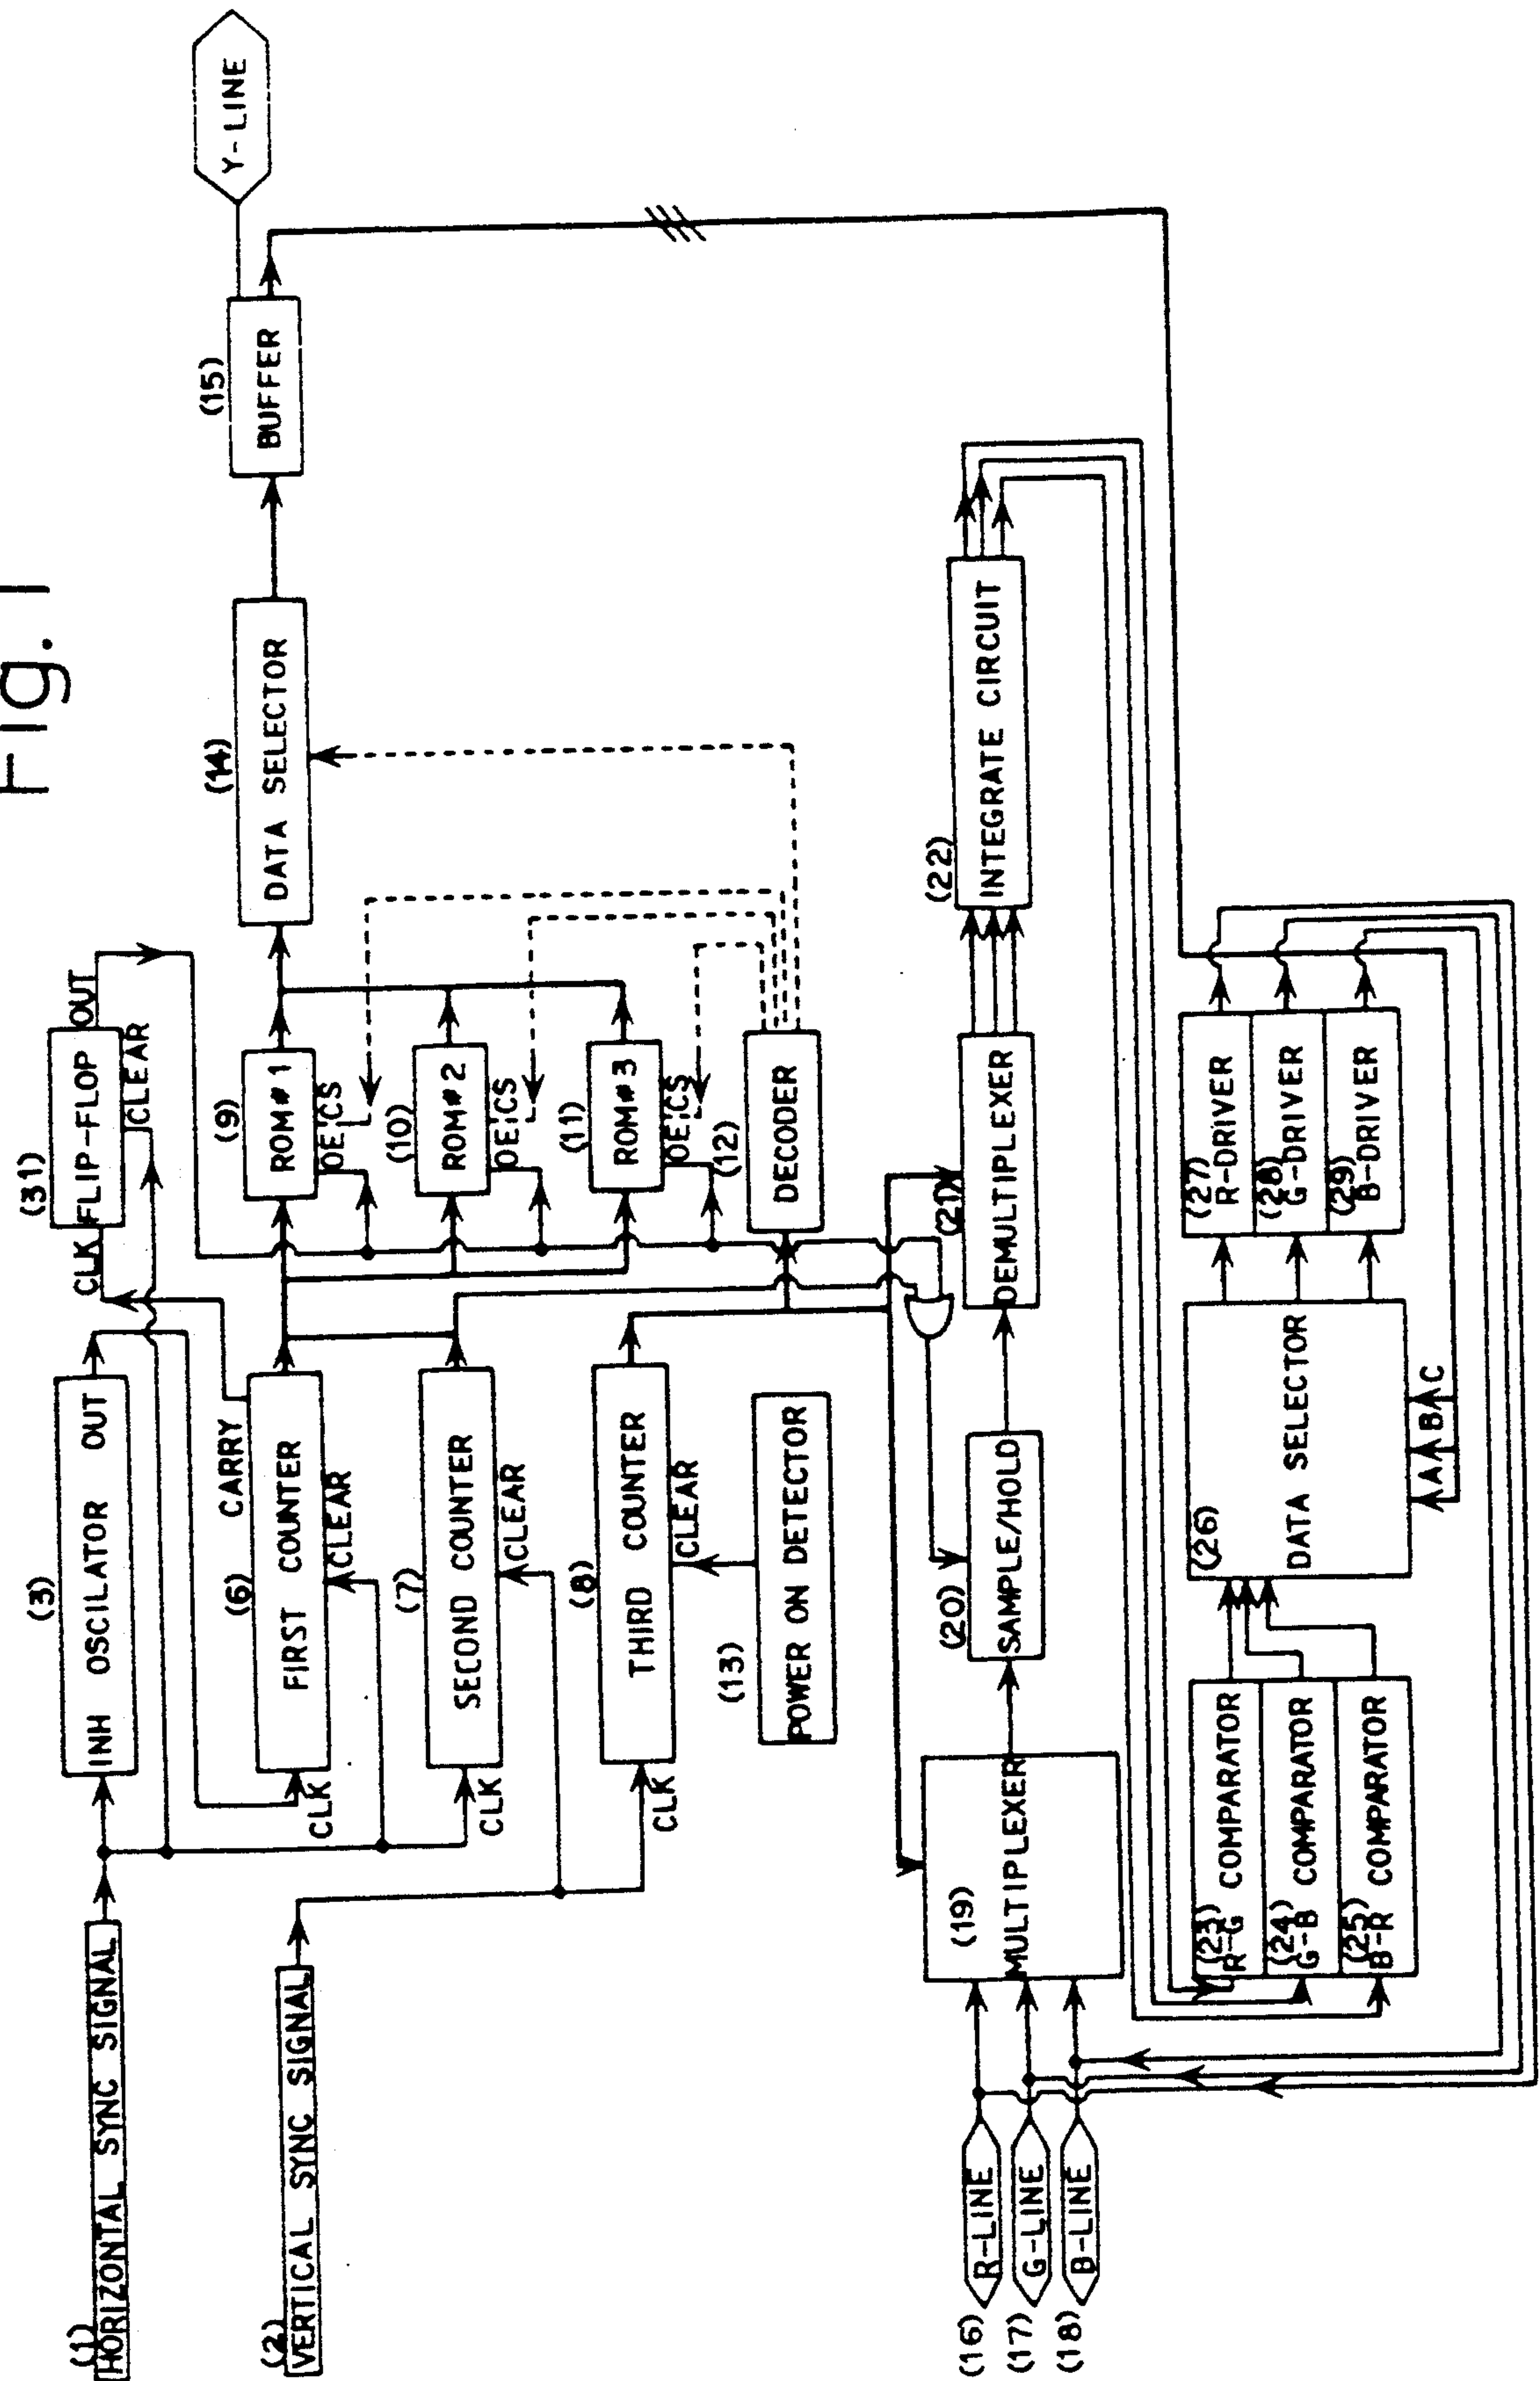 Fig. 1
(1)
HORIZONTAL SYNC SIGNAL
(2)
VERTICAL SYNC SIGNAL
(3)
INH OSCILATOR OUT
(31)
CLK
FLIP-FLOP
OUT
CLEAR
CARRY
(6)
FIRST COUNTER
CLK
CLEAR
(7)
SECOND COUNTER
CLK
CLEAR
(8)
THIRD COUNTER
CLK
CLEAR
(13)
POWER ON DETECTOR
(9)
ROM#1
OE CS
(10)
ROM#2
OE CS
(11)
ROM#3
OE CS
(12)
DECODER
(14)
DATA SELECTOR
(15)
BUFFER
Y-LINE
(16)
R-LINE
(17)
G-LINE
(18)
B-LINE
(19)
MULTIPLEXER
(20)
SAMPLE/HOLD
(21)
DEMUTIPLEXER
(22)
INTEGRATE CIRCUIT
(23)
R-G COMPARATOR
(24)
G-B COMPARATOR
(25)
B-R COMPARATOR
(26)
DATA SELECTOR
A B C
(27)
R-DRIVER
(28)
G-DRIVER
(29)
B-DRIVER